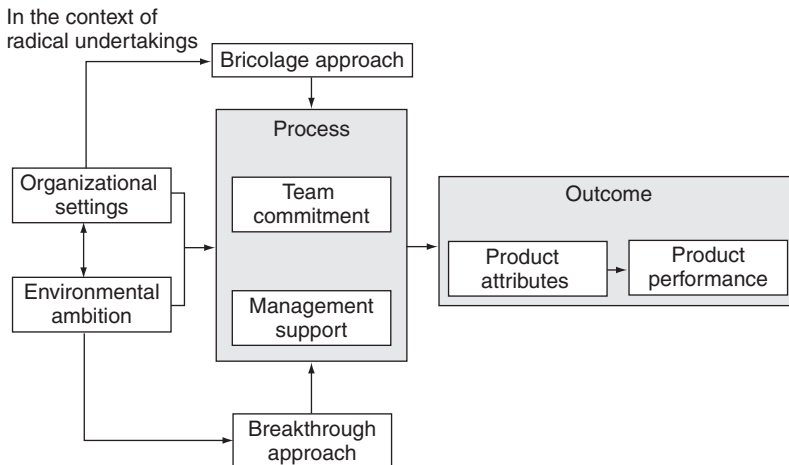 In the context of
radical undertakings
Bricolage approach
Process
Organizational
settings
Team
commitment
Outcome
Product
attributes
Product
performance
Environmental
ambition
Management
support
Breakthrough
approach